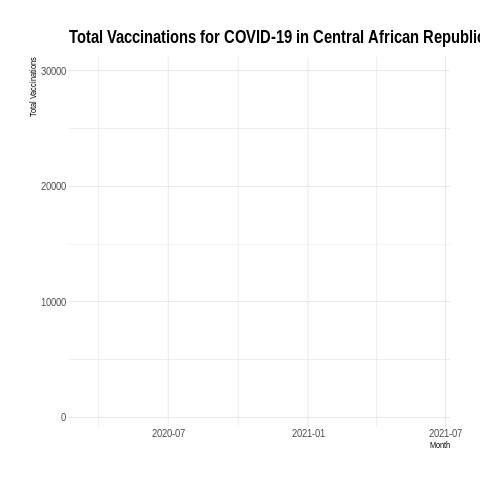 Total Vaccinations for COVID-19 in Central African Republic
Total Vaccinations
30000
20000
10000
0
2020-07
2021-01
2021-07
Month